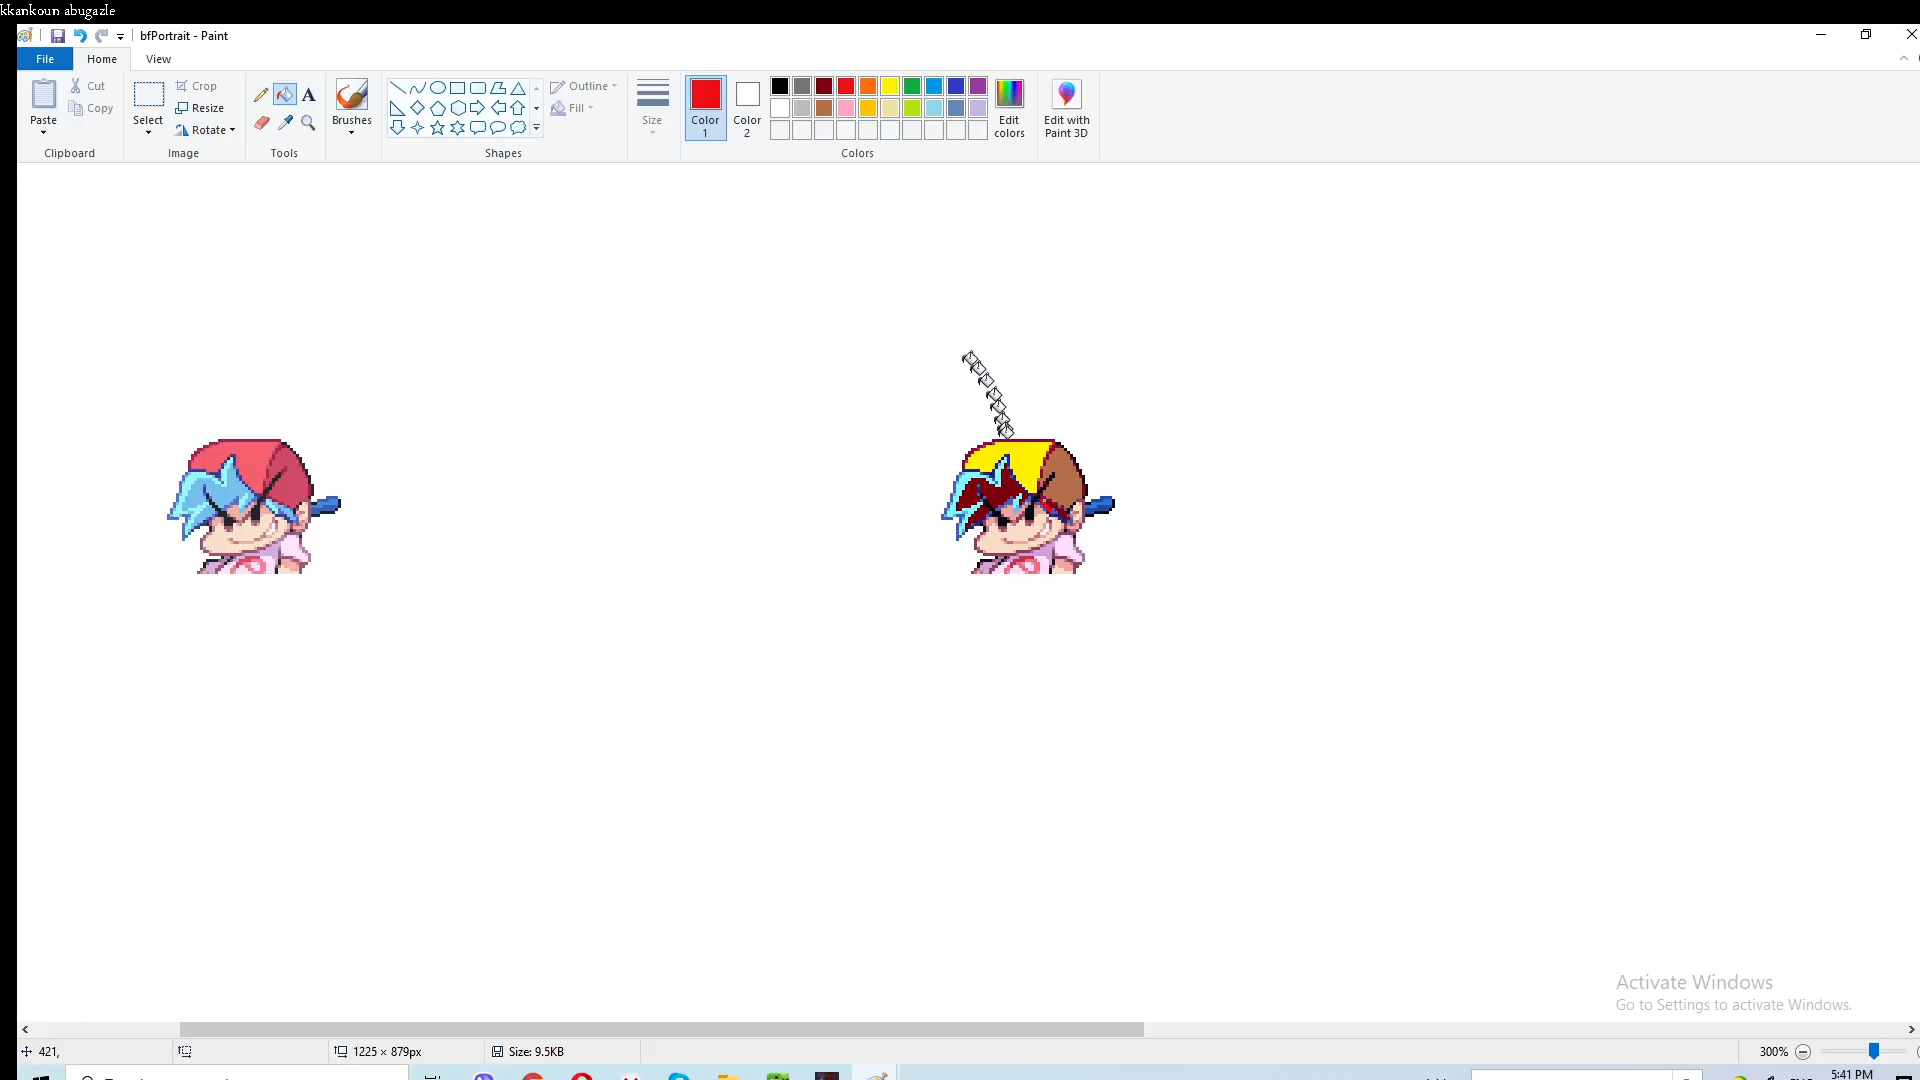 kkankoun abugazle
bfPortrait - Paint
File
Home
View
Paste
Cut
Copy
Clipboard
Select
Crop
Resize
Rotate
Image
Tools
Brushes
Shapes
Outline
Fill
Size
Color 1
Color 2
Colors
Edit colors
Edit with Paint 3D
Activate Windows
Go to Settings to activate Windows.
421,
1225 × 879px
Size: 9.5KB
300%
5:41 PM